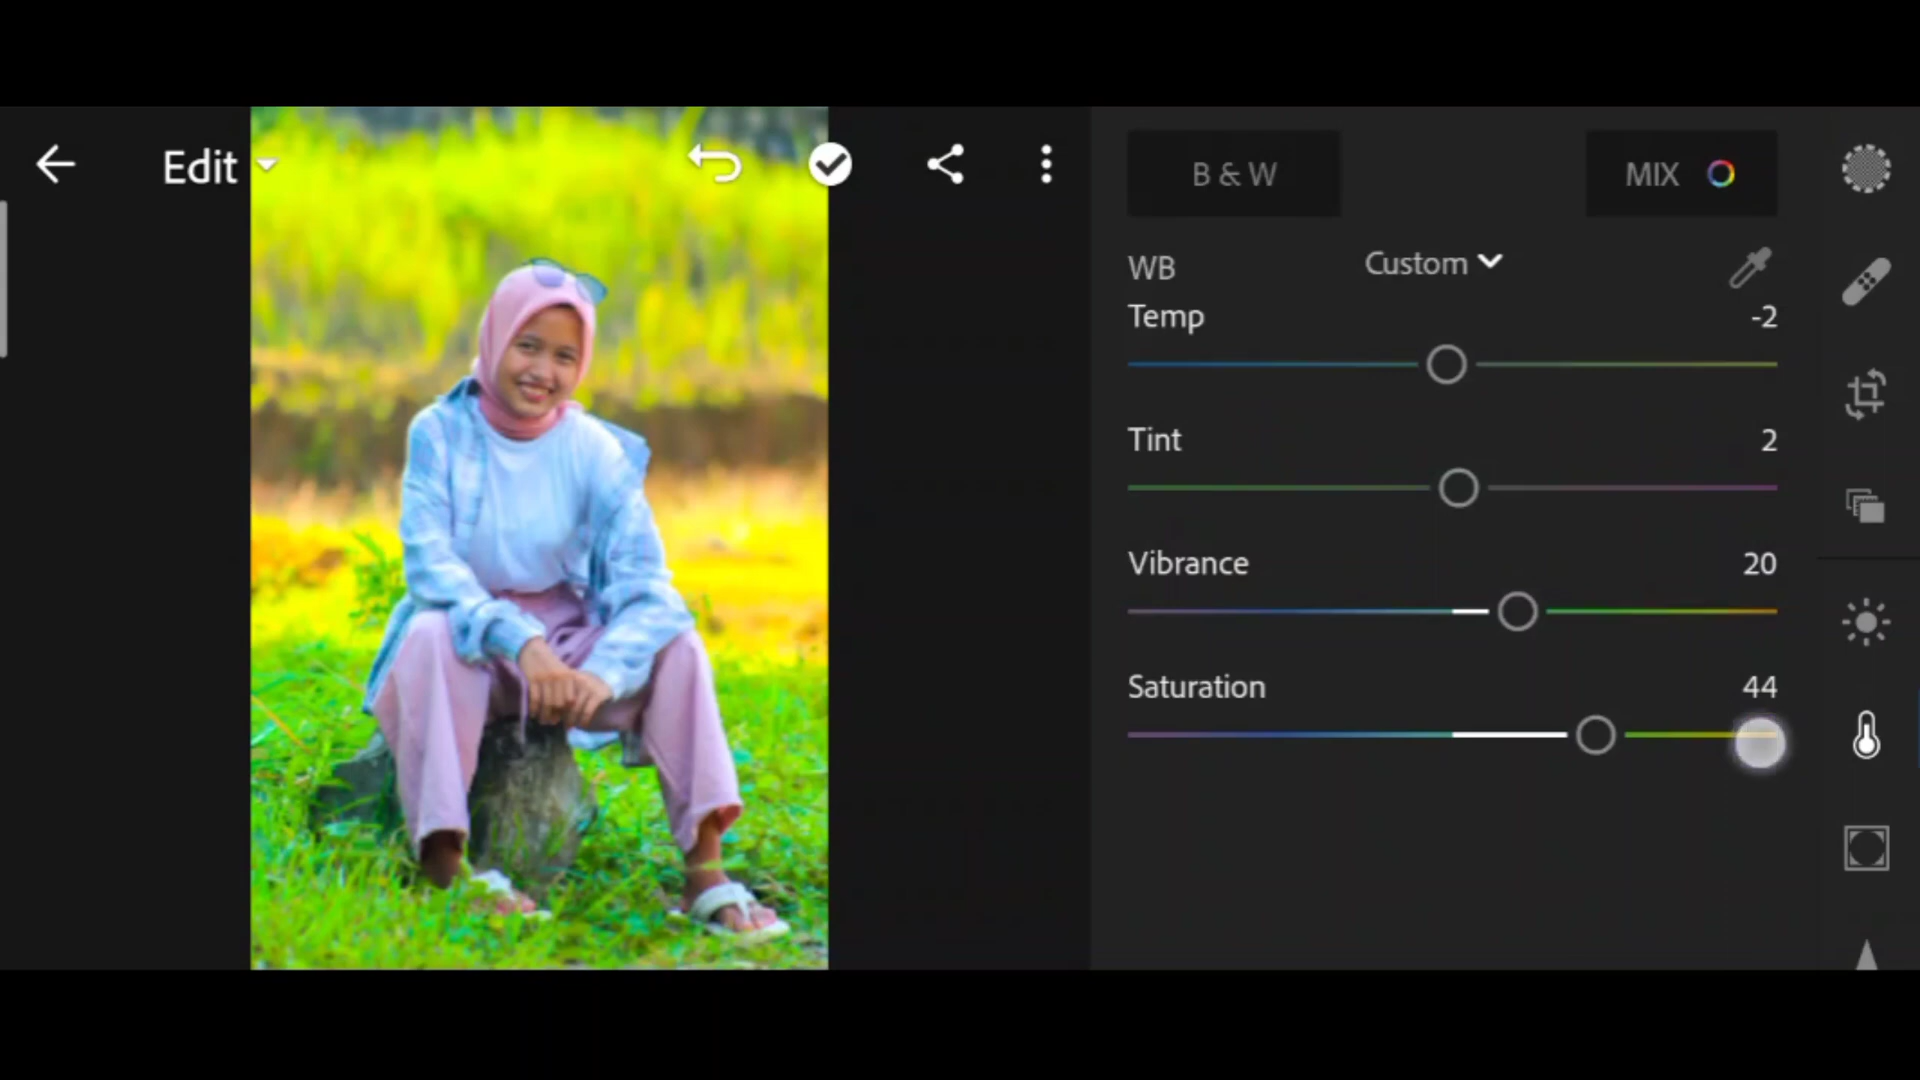 Edit
B & W
MIX
WB
Custom
Temp
-2
Tint
2
Vibrance
20
Saturation
44